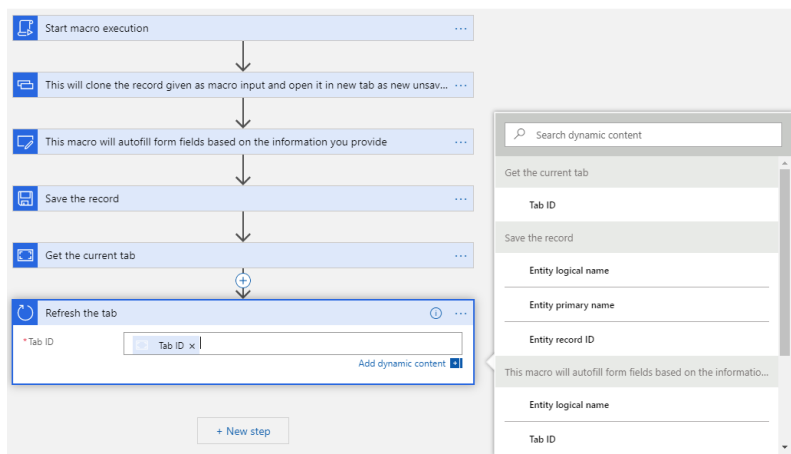 Start macro execution
This will clone the record given as macro input and open it in new tab as new unsav...
This macro will autofill form fields based on the information you provide
Save the record
Get the current tab
Refresh the tab
*Tab ID
Tab ID ×
Add dynamic content
+ New step
Search dynamic content
Get the current tab
Tab ID
Save the record
Entity logical name
Entity primary name
Entity record ID
This macro will autofill form fields based on the informatio...
Entity logical name
Tab ID